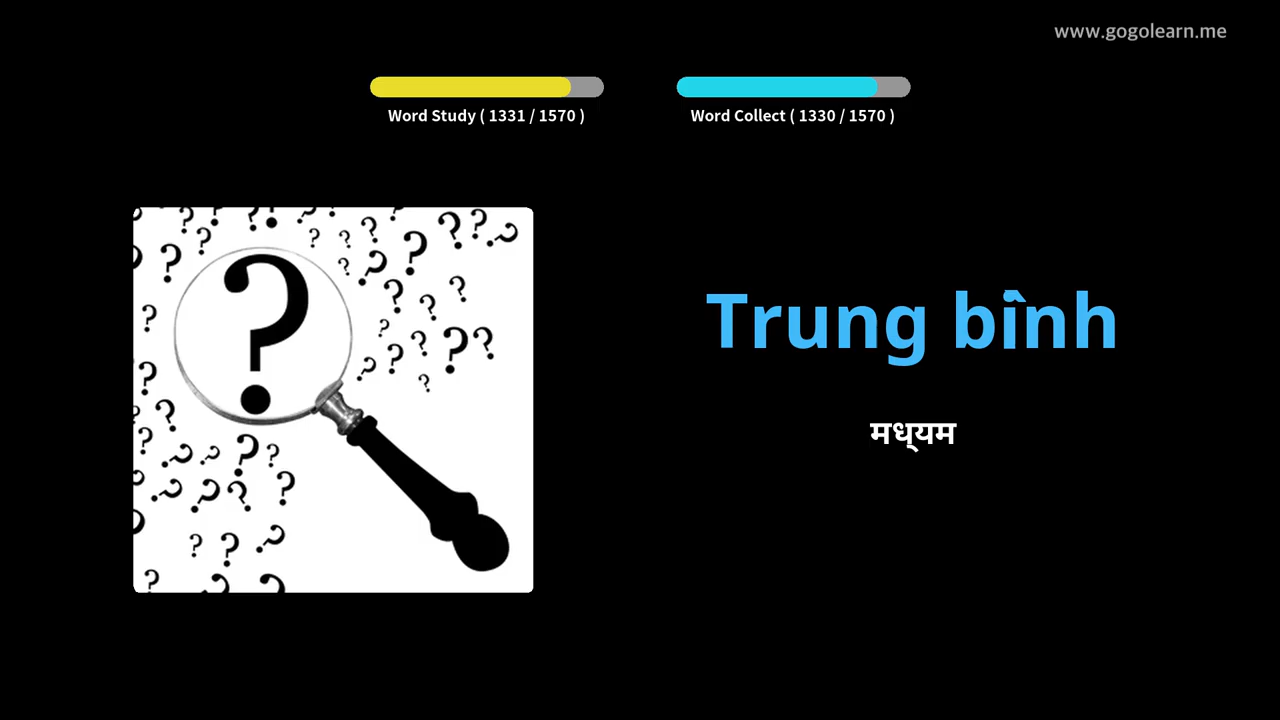 www.gogolearn.me
Word Study ( 1331 / 1570 )
Word Collect ( 1330 / 1570 )
Trung bình
मध्यम